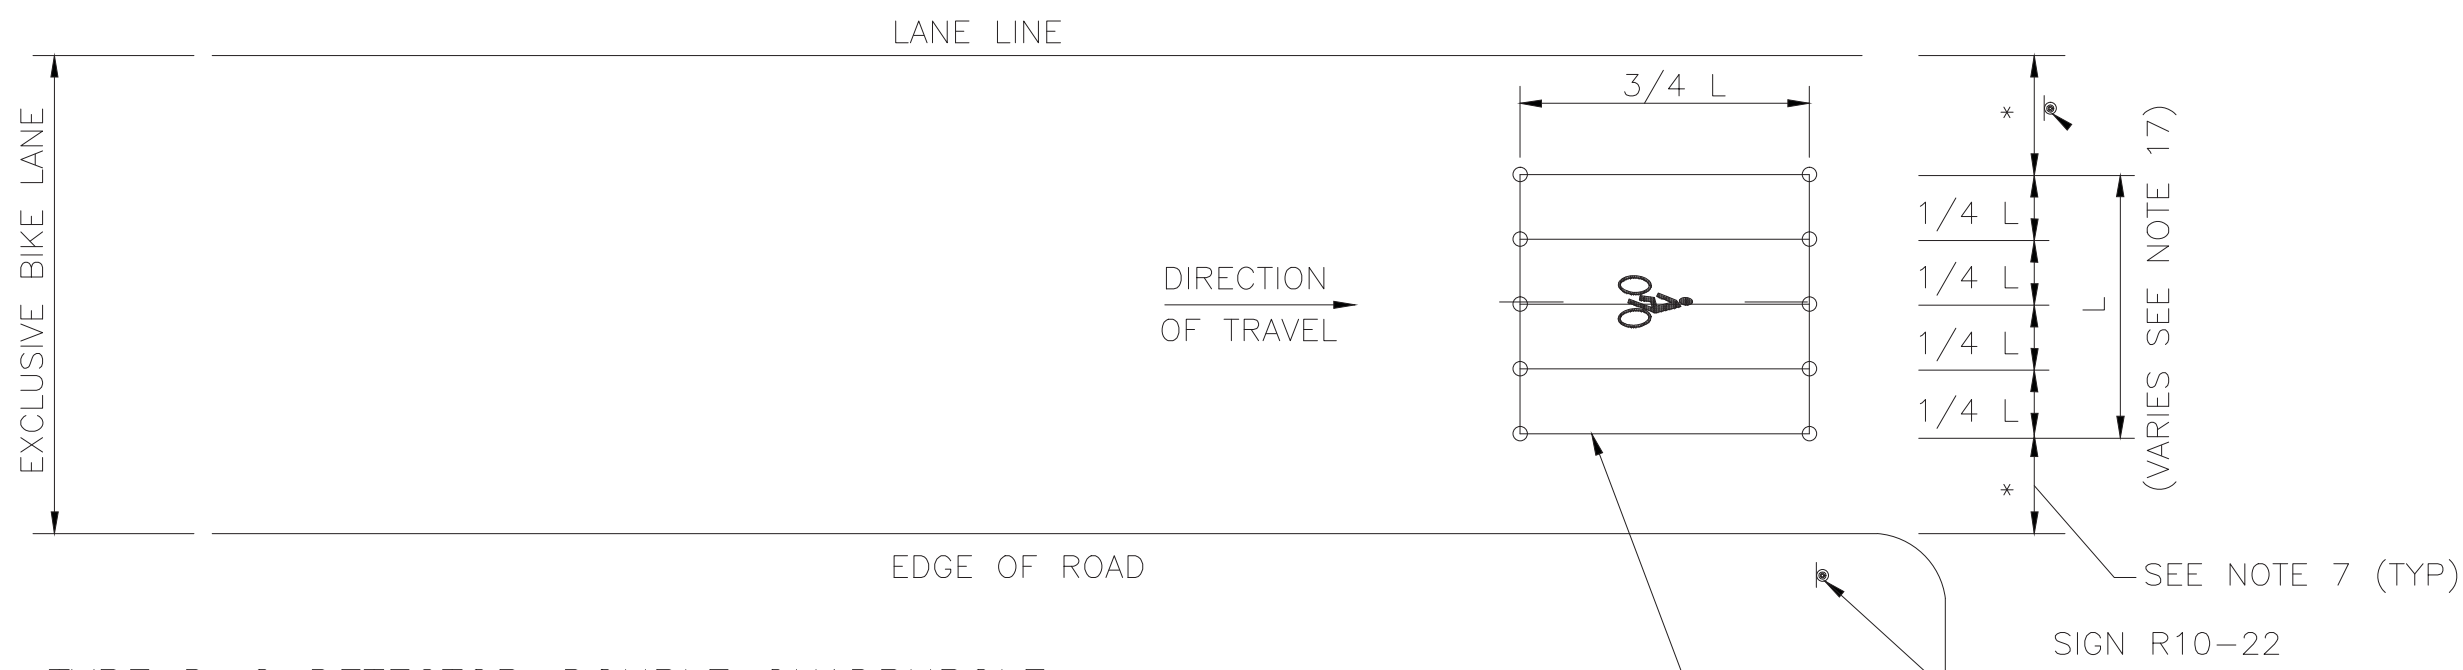 LANE LINE
3/4 L
EXCLUSIVE BIKE LANE
*
(VARIES SEE NOTE 17)
1/4 L
1/4 L
L
1/4 L
1/4 L
DIRECTION
OF TRAVEL
*
EDGE OF ROAD
SEE NOTE 7 (TYP)
SIGN R10-22